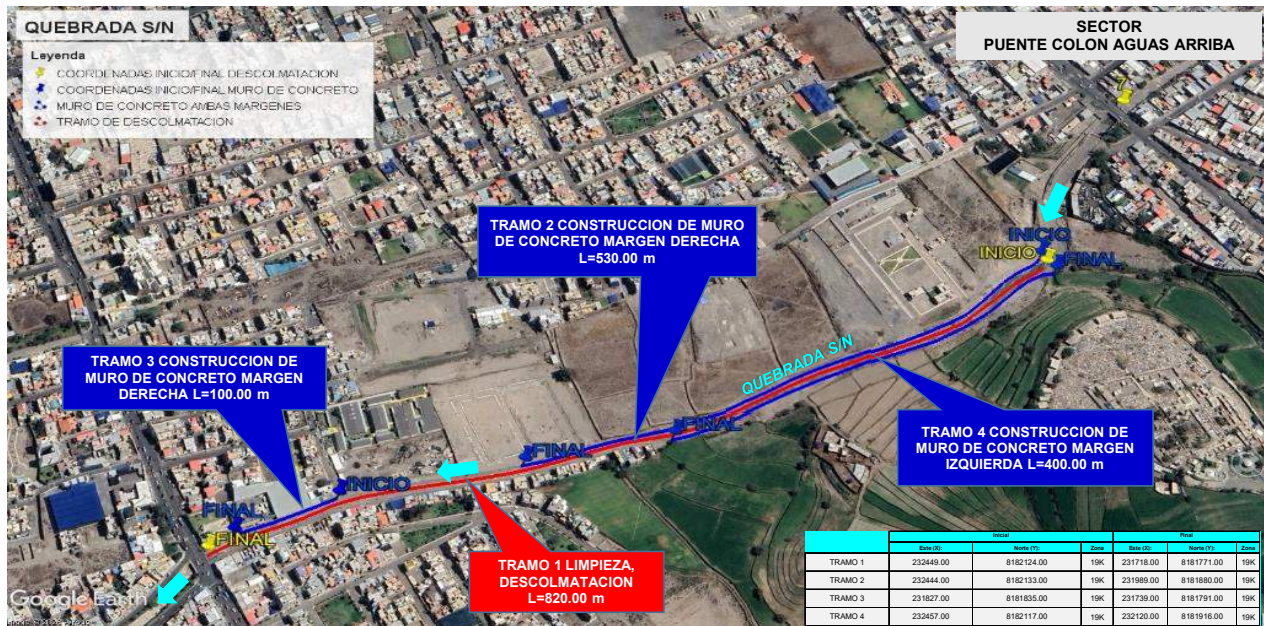 QUEBRADA S/N
Leyenda
COORDENADAS INICIO/FINAL DESCOLMATACION
COORDENADAS INICIO/FINAL MURO DE CONCRETO
MURO DE CONCRETO AMBAS MARGENES
TRAMO DE DESCOLMATACION
SECTOR
PUENTE COLON AGUAS ARRIBA
7
INICIO
INICIO
FINAL
TRAMO 2 CONSTRUCCION DE MURO
DE CONCRETO MARGEN DERECHA
L=530.00 m
QUEBRADA S/N
TRAMO 3 CONSTRUCCION DE
MURO DE CONCRETO MARGEN
DERECHA L=100.00 m
TRAMO 4 CONSTRUCCION DE
MURO DE CONCRETO MARGEN
IZQUIERDA L=400.00 m
FINAL
FINAL
INICIO
FINAL
FINAL
TRAMO 1 LIMPIEZA,
DESCOLMATACION
L=820.00 m
Google Earth
Inicial Final
Este (X): Norte (Y): Zona Este (X): Norte (Y): Zona
TRAMO 1 232449.00 8182124.00 19K 231718.00 8181771.00 19K
TRAMO 2 232444.00 8182133.00 19K 231989.00 8181880.00 19K
TRAMO 3 231827.00 8181835.00 19K 231739.00 8181791.00 19K
TRAMO 4 232457.00 8182117.00 19K 232120.00 8181916.00 19K